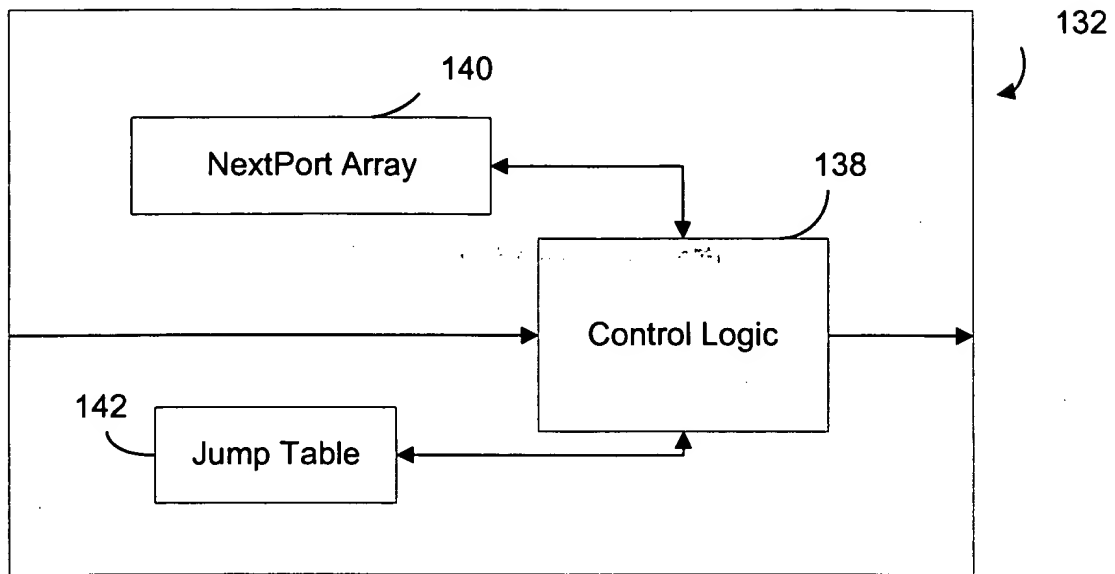 132
140
NextPort Array
138
Control Logic
142
Jump Table